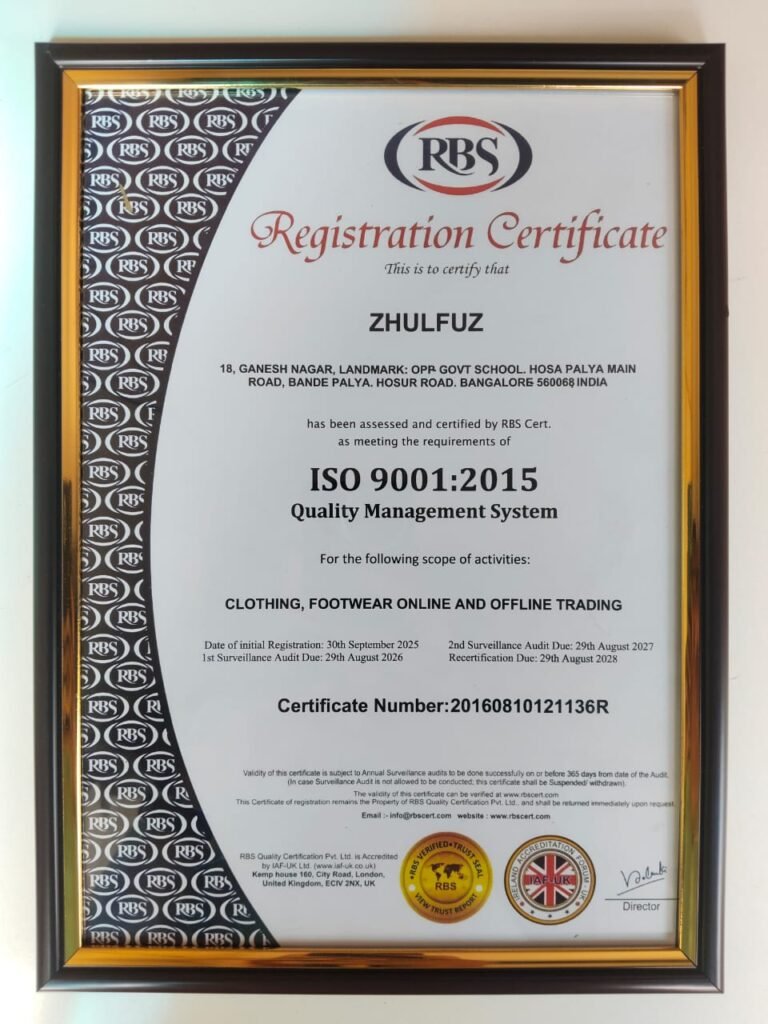 RBS
Registration Certificate
This is to certify that
ZHULFUZ
18, GANESH NAGAR, LANDMARK: OPP GOVT SCHOOL. HOSA PALYA MAIN
ROAD, BANDE PALYA. HOSUR ROAD. BANGALORE 560068 INDIA
has been assessed and certified by RBS Cert.
as meeting the requirements of
ISO 9001:2015
Quality Management System
For the following scope of activities:
CLOTHING, FOOTWEAR ONLINE AND OFFLINE TRADING
Date of initial Registration: 30th September 2025
1st Surveillance Audit Due: 29th August 2026
2nd Surveillance Audit Due: 29th August 2027
Recertification Due: 29th August 2028
Certificate Number:20160810121136R
Validity of this certificate is subject to Annual Surveillance audits to be done successfully on or before 365 days from date of the Audit.
(In case Surveillance Audit is not allowed to be conducted; this certificate shall be Suspended/ withdrawn).
The validity of this certificate can be verified at www.rbscert.com
This Certificate of registration remains the Property of RBS Quality Certification Pvt. Ltd., and shall be returned immediately upon request.
Email :- info@rbscert.com website : www.rbscert.com
RBS Quality Certification Pvt. Ltd. is Accredited
by IAF-UK Ltd. (www.iaf-uk.co.uk)
Kemp house 160, City Road, London,
United Kingdom, ECIV 2NX, UK
RBS VERIFIED TRUST SEAL
RBS
VIEW TRUST REPORT
IRELAND ACCREDITATION FORUM UK
IAF-UK
Director